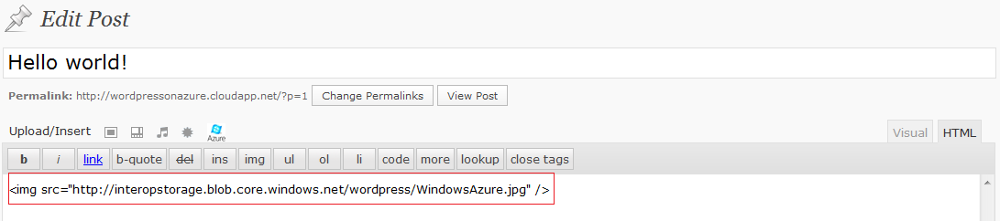 Edit Post
Hello world!
Permalink: http://wordpressonazure.cloudapp.net/?p=1 Change Permalinks View Post
Upload/Insert Azure Visual HTML
b i link b-quote del ins img ul ol li code more lookup close tags
<img src="http://interopstorage.blob.core.windows.net/wordpress/WindowsAzure.jpg" />